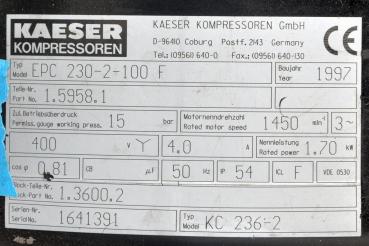 KAESER KOMPRESSOREN GmbH
KAESER
KOMPRESSOREN
D-96410 Coburg Postf. 2143 Germany
Tel.: (09561) 640-0 Fax.: (09561) 640-130
CE
Typ
Model EPC 230-2-100 F
Baujahr
Year 1997
Teile-Nr.
Part No. 1.5958.1
Zul. Betriebsüberdruck
Permiss. gauge working press. 15 bar
Motornenndrehzahl
Rated motor speed 1450 min⁻¹ 3~
400 V Y 4.0 A
Nennleistung
Rated power 1.70 kW
cos φ 0.81 CB µF 50 Hz IP 54 ICL F VDE 0530
Block-Teile-Nr.
Block-Part No. 1.3600.2
Serien-Nr.
Serial No. 1641391
Typ
Model KC 236-2